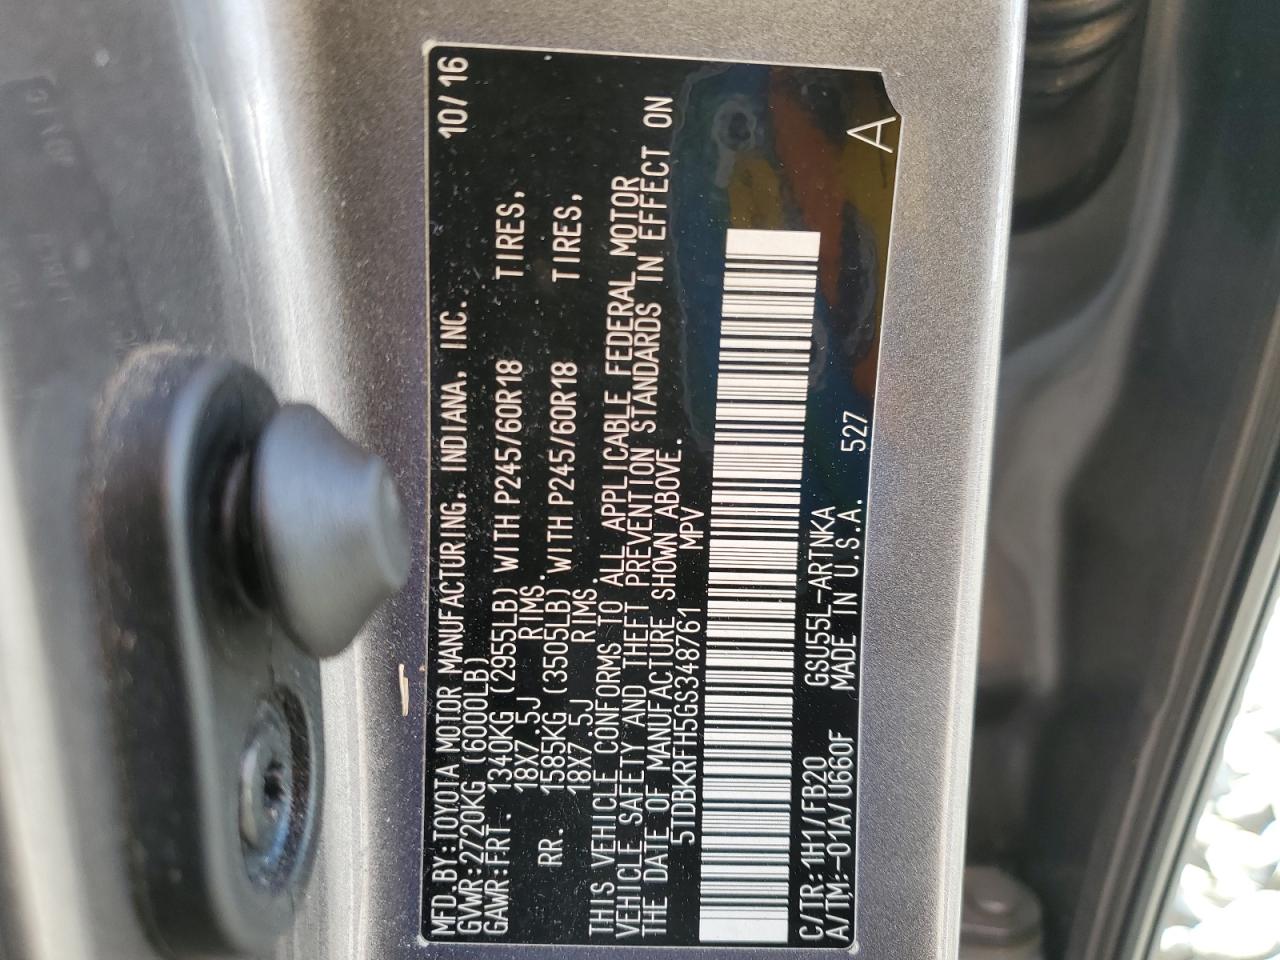 MFD.BY:TOYOTA MOTOR MANUFACTURING, INDIANA, INC. 10/16
GVWR:2720KG (6000LB)
GAWR:FRT. 1340KG (2955LB) WITH P245/60R18 TIRES,
18X7.5J RIMS.
RR. 1585KG (3505LB) WITH P245/60R18 TIRES,
18X7.5J RIMS.
THIS VEHICLE CONFORMS TO ALL APPLICABLE FEDERAL MOTOR
VEHICLE SAFETY AND THEFT PREVENTION STANDARDS IN EFFECT ON
THE DATE OF MANUFACTURE SHOWN ABOVE.
5TDBKRFH5GS348761 MPV
C/TR:1H1/FB20 GSU55L-ARTNKA
A/TM:-01A/U660F MADE IN U.S.A. 527
A